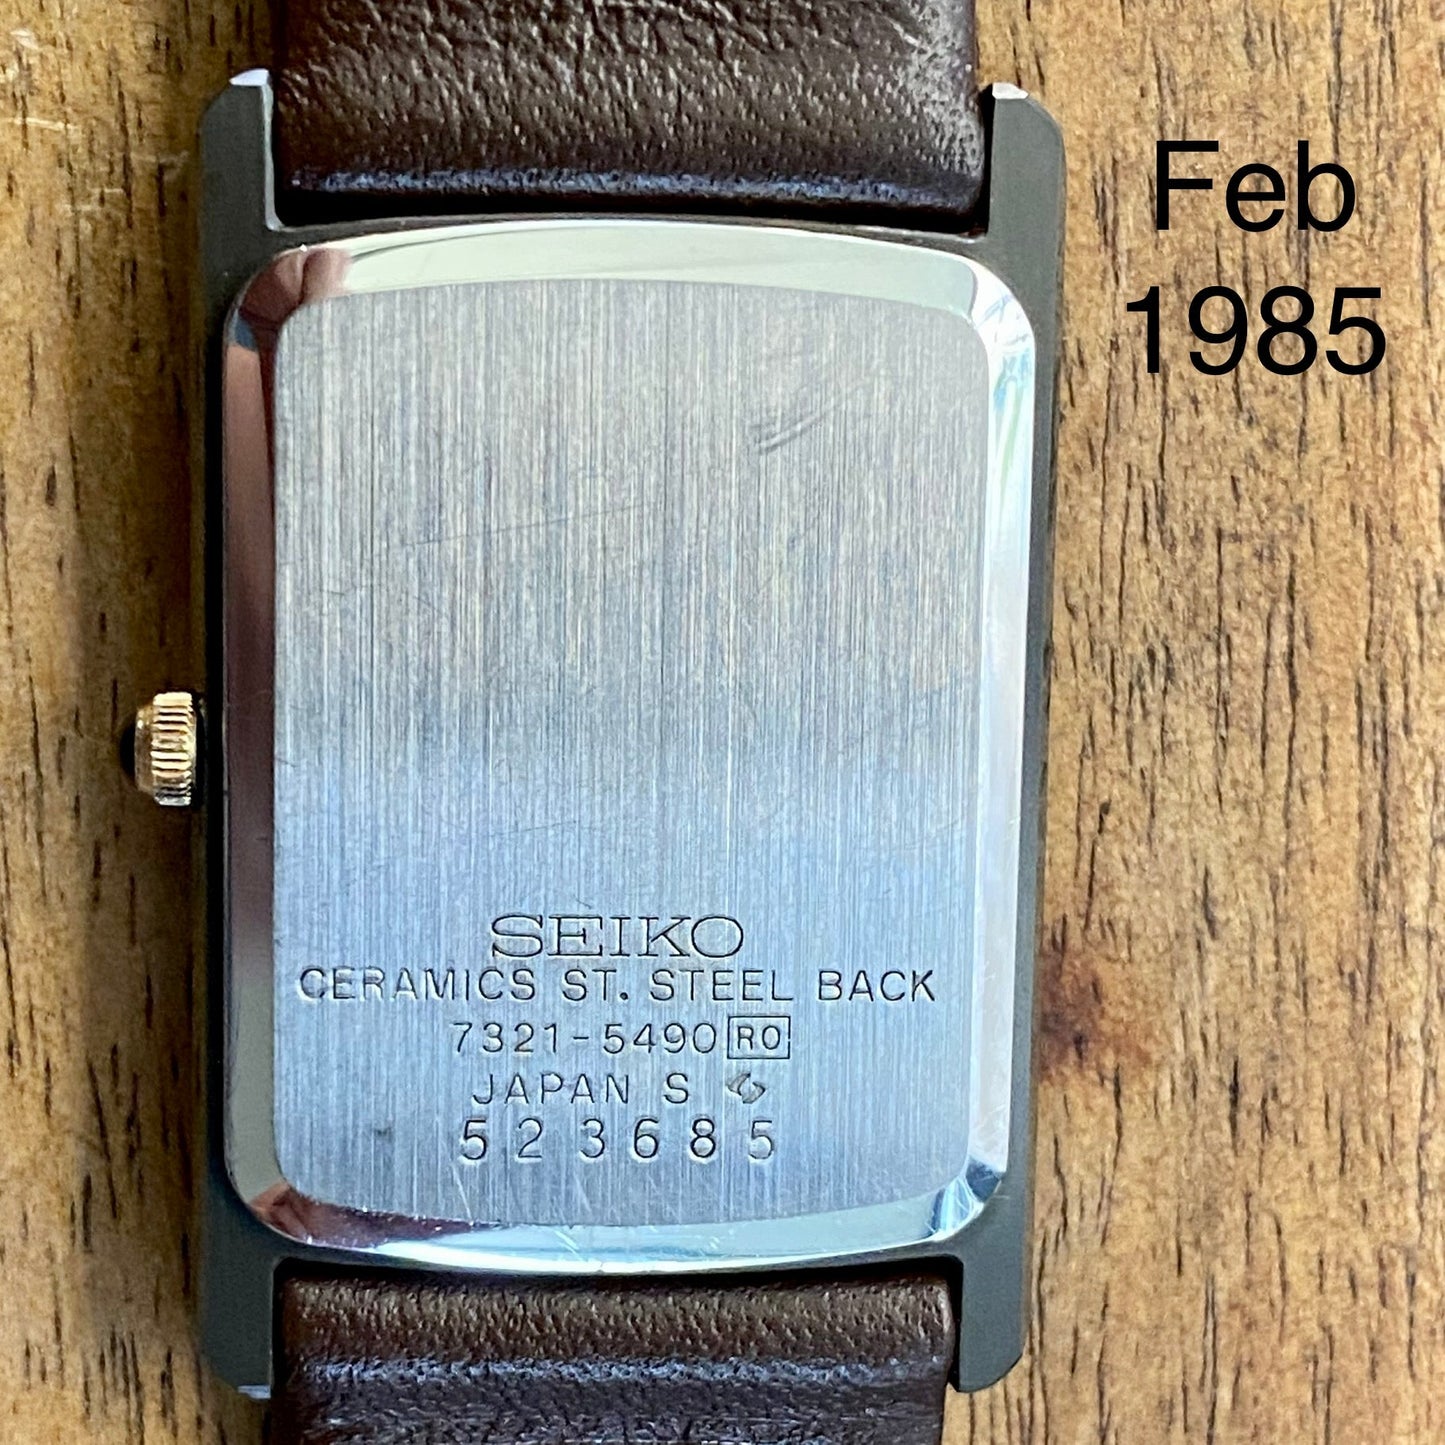 Feb
1985
SEIKO
CERAMICS ST. STEEL BACK
7321-5490 RO
JAPAN S
523685